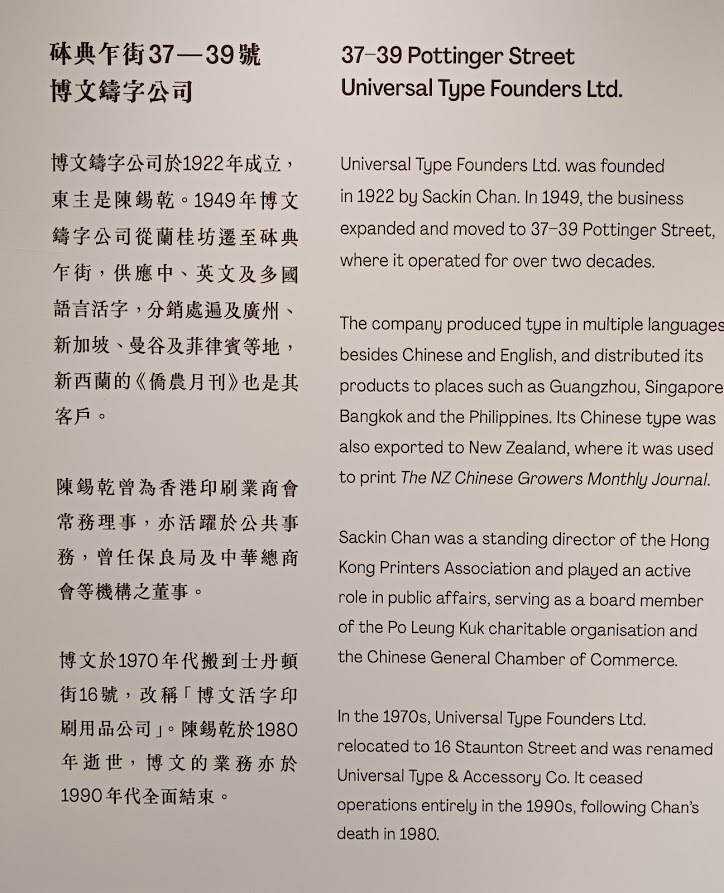 砵典乍街37—39號
博文鑄字公司
博文鑄字公司於1922年成立，
東主是陳錫乾。1949年博文
鑄字公司從蘭桂坊遷至砵典
乍街，供應中、英文及多國
語言活字，分銷處遍及廣州、
新加坡、曼谷及菲律賓等地，
新西蘭的《僑農月刊》也是其
客戶。
陳錫乾曾為香港印刷業商會
常務理事，亦活躍於公共事
務，曾任保良局及中華總商
會等機構之董事。
博文於1970年代搬到士丹頓
街16號，改稱「博文活字印
刷用品公司」。陳錫乾於1980
年逝世，博文的業務亦於
1990年代全面結束。
37–39 Pottinger Street
Universal Type Founders Ltd.
Universal Type Founders Ltd. was founded
in 1922 by Sackin Chan. In 1949, the business
expanded and moved to 37–39 Pottinger Street,
where it operated for over two decades.
The company produced type in multiple languages
besides Chinese and English, and distributed its
products to places such as Guangzhou, Singapore
Bangkok and the Philippines. Its Chinese type was
also exported to New Zealand, where it was used
to print The NZ Chinese Growers Monthly Journal.
Sackin Chan was a standing director of the Hong
Kong Printers Association and played an active
role in public affairs, serving as a board member
of the Po Leung Kuk charitable organisation and
the Chinese General Chamber of Commerce.
In the 1970s, Universal Type Founders Ltd.
relocated to 16 Staunton Street and was renamed
Universal Type & Accessory Co. It ceased
operations entirely in the 1990s, following Chan's
death in 1980.